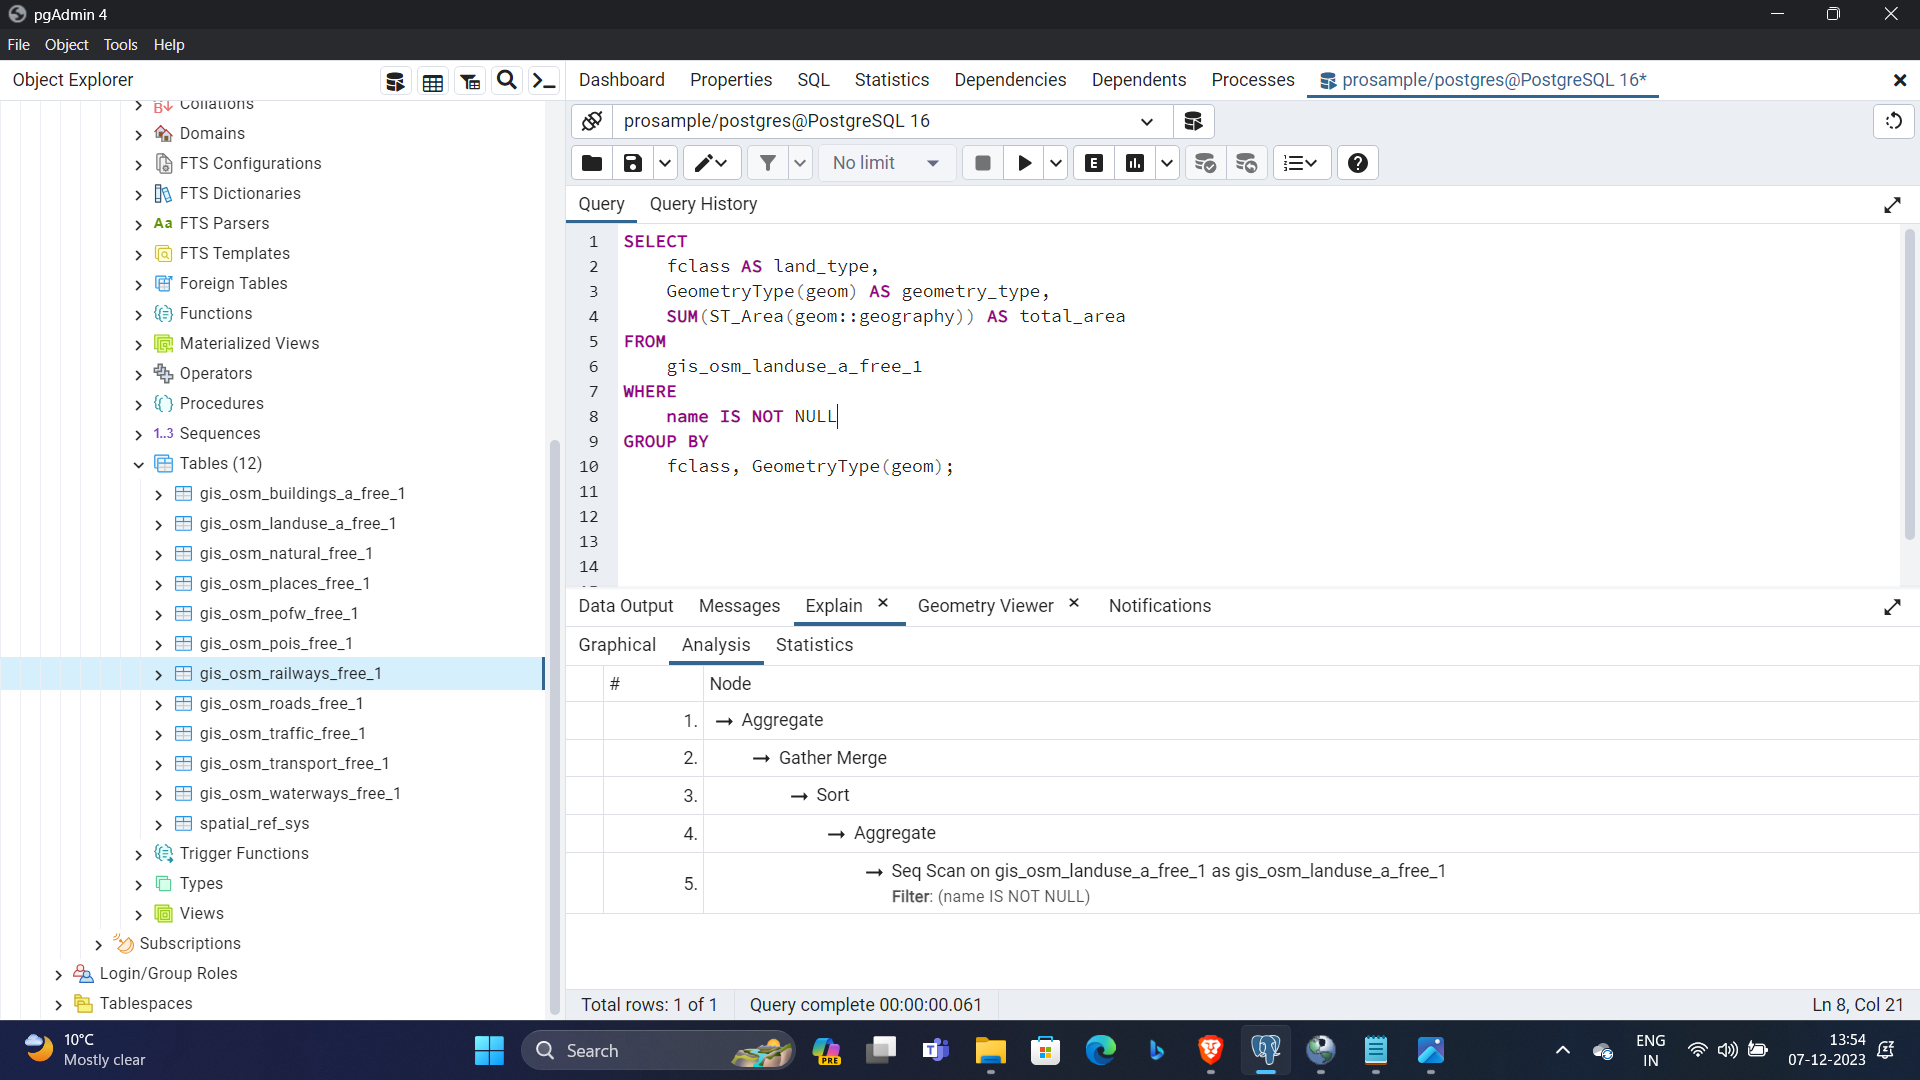 pgAdmin 4
File Object Tools Help
Object Explorer
Dashboard Properties SQL Statistics Dependencies Dependents Processes prosample/postgres@PostgreSQL 16*
Collations
Domains
FTS Configurations
FTS Dictionaries
Aa FTS Parsers
FTS Templates
Foreign Tables
Functions
Materialized Views
Operators
Procedures
1..3 Sequences
Tables (12)
gis_osm_buildings_a_free_1
gis_osm_landuse_a_free_1
gis_osm_natural_free_1
gis_osm_places_free_1
gis_osm_pofw_free_1
gis_osm_pois_free_1
gis_osm_railways_free_1
gis_osm_roads_free_1
gis_osm_traffic_free_1
gis_osm_transport_free_1
gis_osm_waterways_free_1
spatial_ref_sys
Trigger Functions
Types
Views
Subscriptions
Login/Group Roles
Tablespaces
prosample/postgres@PostgreSQL 16
No limit E
Query Query History
1 SELECT
2 fclass AS land_type,
3 GeometryType(geom) AS geometry_type,
4 SUM(ST_Area(geom::geography)) AS total_area
5 FROM
6 gis_osm_landuse_a_free_1
7 WHERE
8 name IS NOT NULL
9 GROUP BY
10 fclass, GeometryType(geom);
11
12
13
14
Data Output Messages Explain Geometry Viewer Notifications
Graphical Analysis Statistics
# Node
1. → Aggregate
2. → Gather Merge
3. → Sort
4. → Aggregate
5. → Seq Scan on gis_osm_landuse_a_free_1 as gis_osm_landuse_a_free_1
Filter: (name IS NOT NULL)
Total rows: 1 of 1 Query complete 00:00:00.061 Ln 8, Col 21
10°C
Mostly clear
Search
PRE
ENG
IN
13:54
07-12-2023